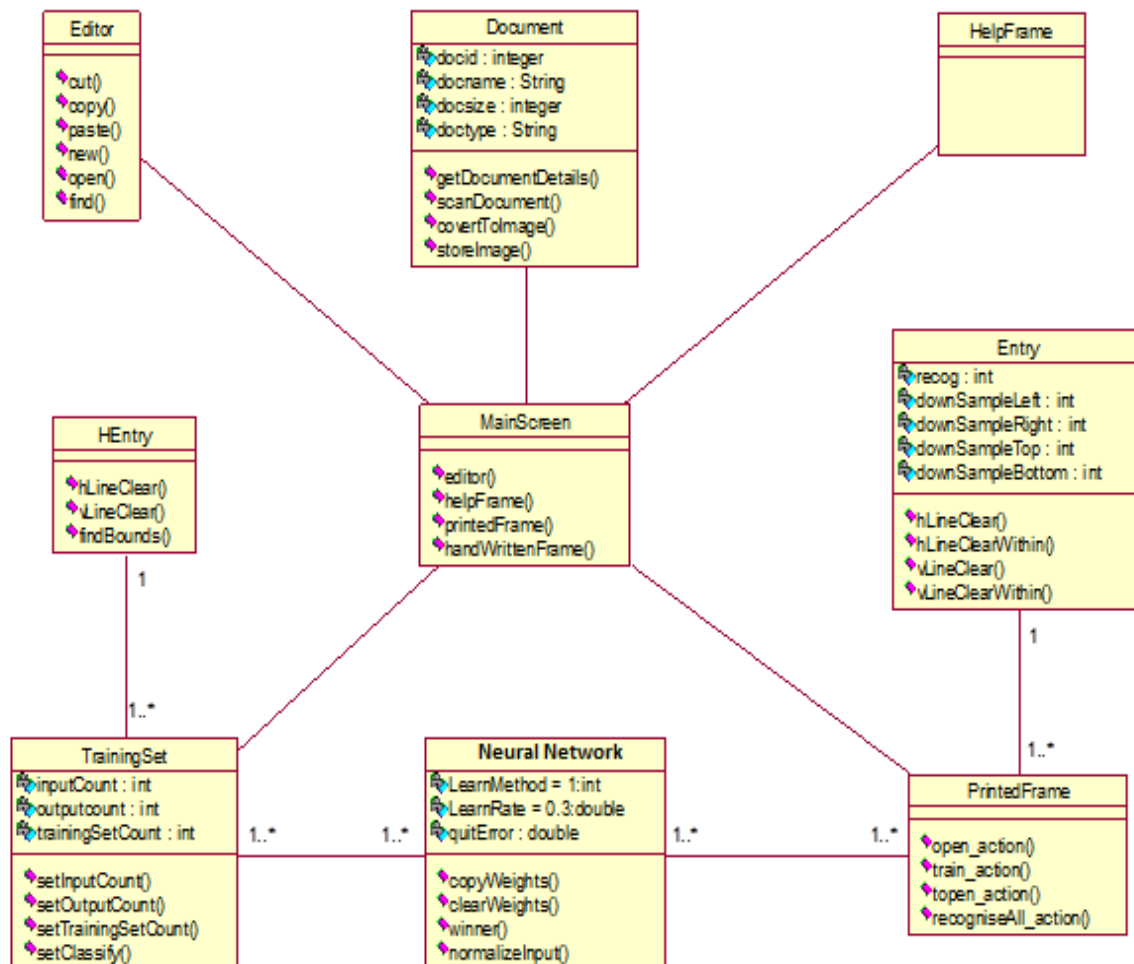 Editor
cut()
copy()
paste()
new()
open()
find()
Document
docid : integer
docname : String
docsize : integer
doctype : String
getDocumentDetails()
scanDocument()
covertToImage()
storeImage()
HelpFrame
MainScreen
editor()
helpFrame()
printedFrame()
handWrittenFrame()
HEntry
hLineClear()
vLineClear()
findBounds()
1
1..*
Entry
recog : int
downSampleLeft : int
downSampleRight : int
downSampleTop : int
downSampleBottom : int
hLineClear()
hLineClearWithin()
vLineClear()
vLineClearWithin()
1
1..*
TrainingSet
inputCount : int
outputcount : int
trainingSetCount : int
setInputCount()
setOutputCount()
setTrainingSetCount()
setClassify()
1..*
1..*
Neural Network
LearnMethod = 1:int
LearnRate = 0.3:double
quitError : double
copyWeights()
clearWeights()
winner()
normalizeInput()
1..*
1..*
PrintedFrame
open_action()
train_action()
topen_action()
recogniseAll_action()